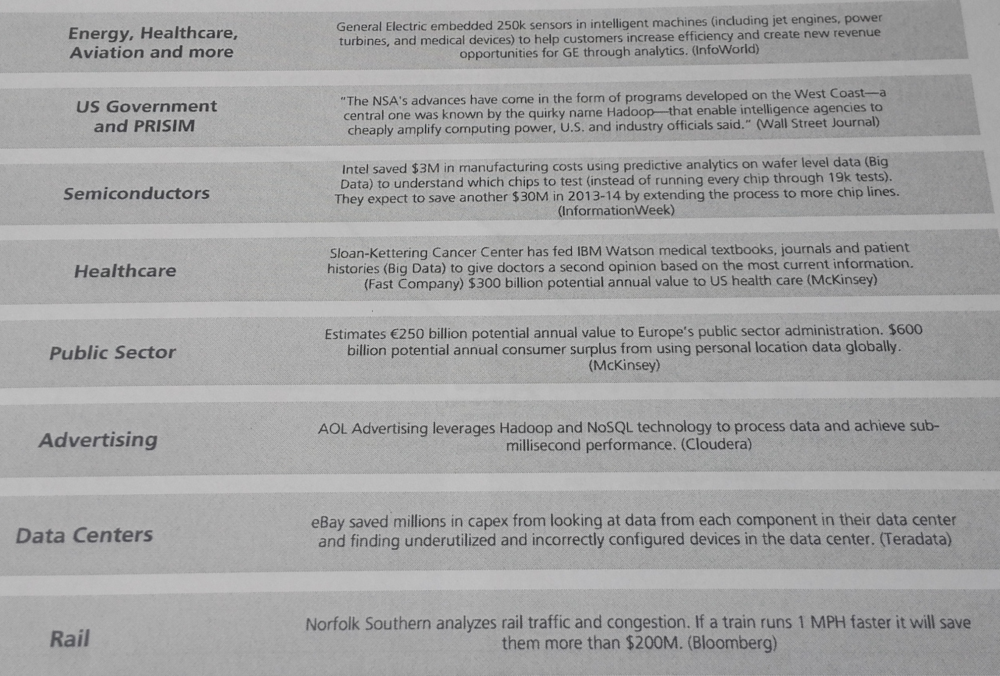 Energy, Healthcare,
Aviation and more
General Electric embedded 250k sensors in intelligent machines (including jet engines, power
turbines, and medical devices) to help customers increase efficiency and create new revenue
opportunities for GE through analytics. (InfoWorld)
US Government
and PRISIM
"The NSA's advances have come in the form of programs developed on the West Coast—a
central one was known by the quirky name Hadoop—that enable intelligence agencies to
cheaply amplify computing power, U.S. and industry officials said." (Wall Street Journal)
Semiconductors
Intel saved $3M in manufacturing costs using predictive analytics on wafer level data (Big
Data) to understand which chips to test (instead of running every chip through 19k tests).
They expect to save another $30M in 2013-14 by extending the process to more chip lines.
(InformationWeek)
Healthcare
Sloan-Kettering Cancer Center has fed IBM Watson medical textbooks, journals and patient
histories (Big Data) to give doctors a second opinion based on the most current information.
(Fast Company) $300 billion potential annual value to US health care (McKinsey)
Public Sector
Estimates €250 billion potential annual value to Europe's public sector administration. $600
billion potential annual consumer surplus from using personal location data globally.
(McKinsey)
Advertising
AOL Advertising leverages Hadoop and NoSQL technology to process data and achieve sub-
millisecond performance. (Cloudera)
Data Centers
eBay saved millions in capex from looking at data from each component in their data center
and finding underutilized and incorrectly configured devices in the data center. (Teradata)
Rail
Norfolk Southern analyzes rail traffic and congestion. If a train runs 1 MPH faster it will save
them more than $200M. (Bloomberg)